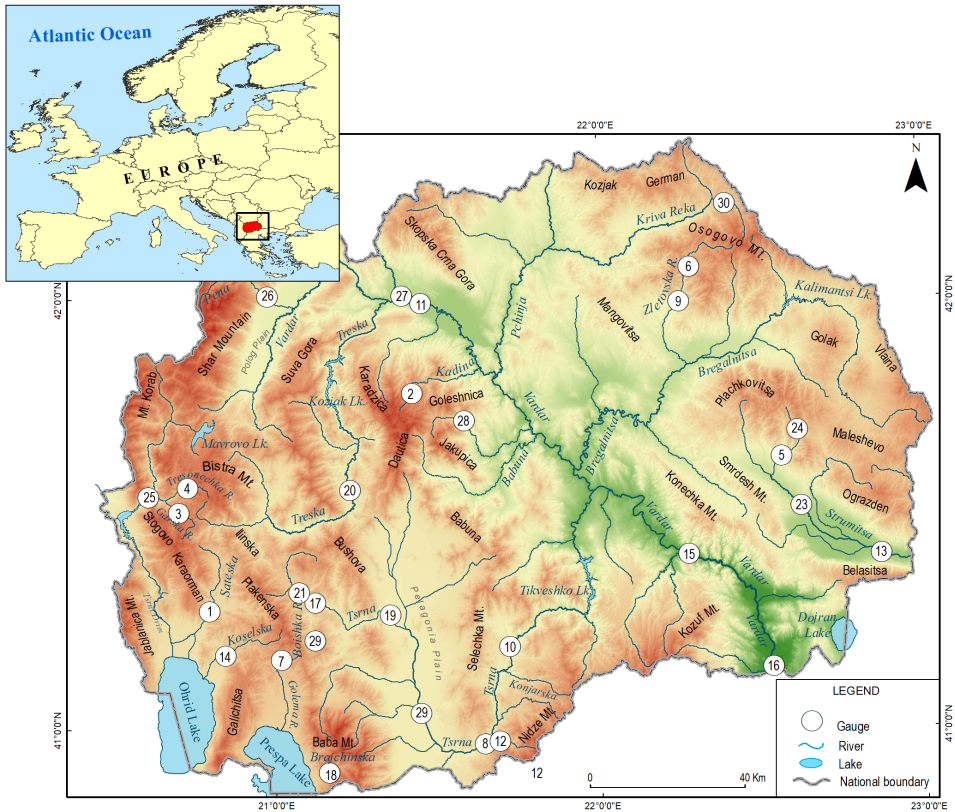 Atlantic Ocean
EUROPE
22°0'0"E
23°0'0"E
N
42°0'0"N
42°0'0"N
41°0'0"N
41°0'0"N
21°0'0"E
22°0'0"E
23°0'0"E
Kozjak
German
30
Kriva Reka
Osogovo Mt.
Skopska Crna Gora
6
Zletovska R.
9
Kalimantsi Lk.
Pena
26
27
11
Pchinja
Mangovitsa
Golak
Vlaina
Shar Mountain
Polog Plain
Vardar
Treska
Suva Gora
Kadina
Bregalnitsa
Plachkovitsa
Mt. Korab
Karadzica
2
Goleshnica
Kozjak Lk.
28
Vardar
24
Maleshevo
Mavrovo Lk.
Dautica
Jakupica
Babuna
Bregalnitsa
5
Smrdesh Mt.
Bistra Mt.
4
Tresonechka R.
25
3
Garska R.
20
Treska
Konechka Mt.
Ograzden
23
Strumitsa
Stogovo
Karaorman
Ilinska
Bushova
Babuna
Vardar
13
15
Belasitsa
Sateska
Plakenska
21
17
Tsrna
19
Pelagonia Plain
Tikveshko Lk.
Vardar
1
Jablanica Mt.
Koselska
Boishka R.
29
Selechka Mt.
10
Kozuf Mt.
Dojran
Lake
Vardar
14
7
16
Ohrid Lake
Galichitsa
Golema R.
Tsrna
Konjarska
29
Nidze Mt.
Prespa Lake
Baba Mt.
Brajchinska
18
Tsrna
8
12
12
0
40 Km
LEGEND
Gauge
River
Lake
National boundary